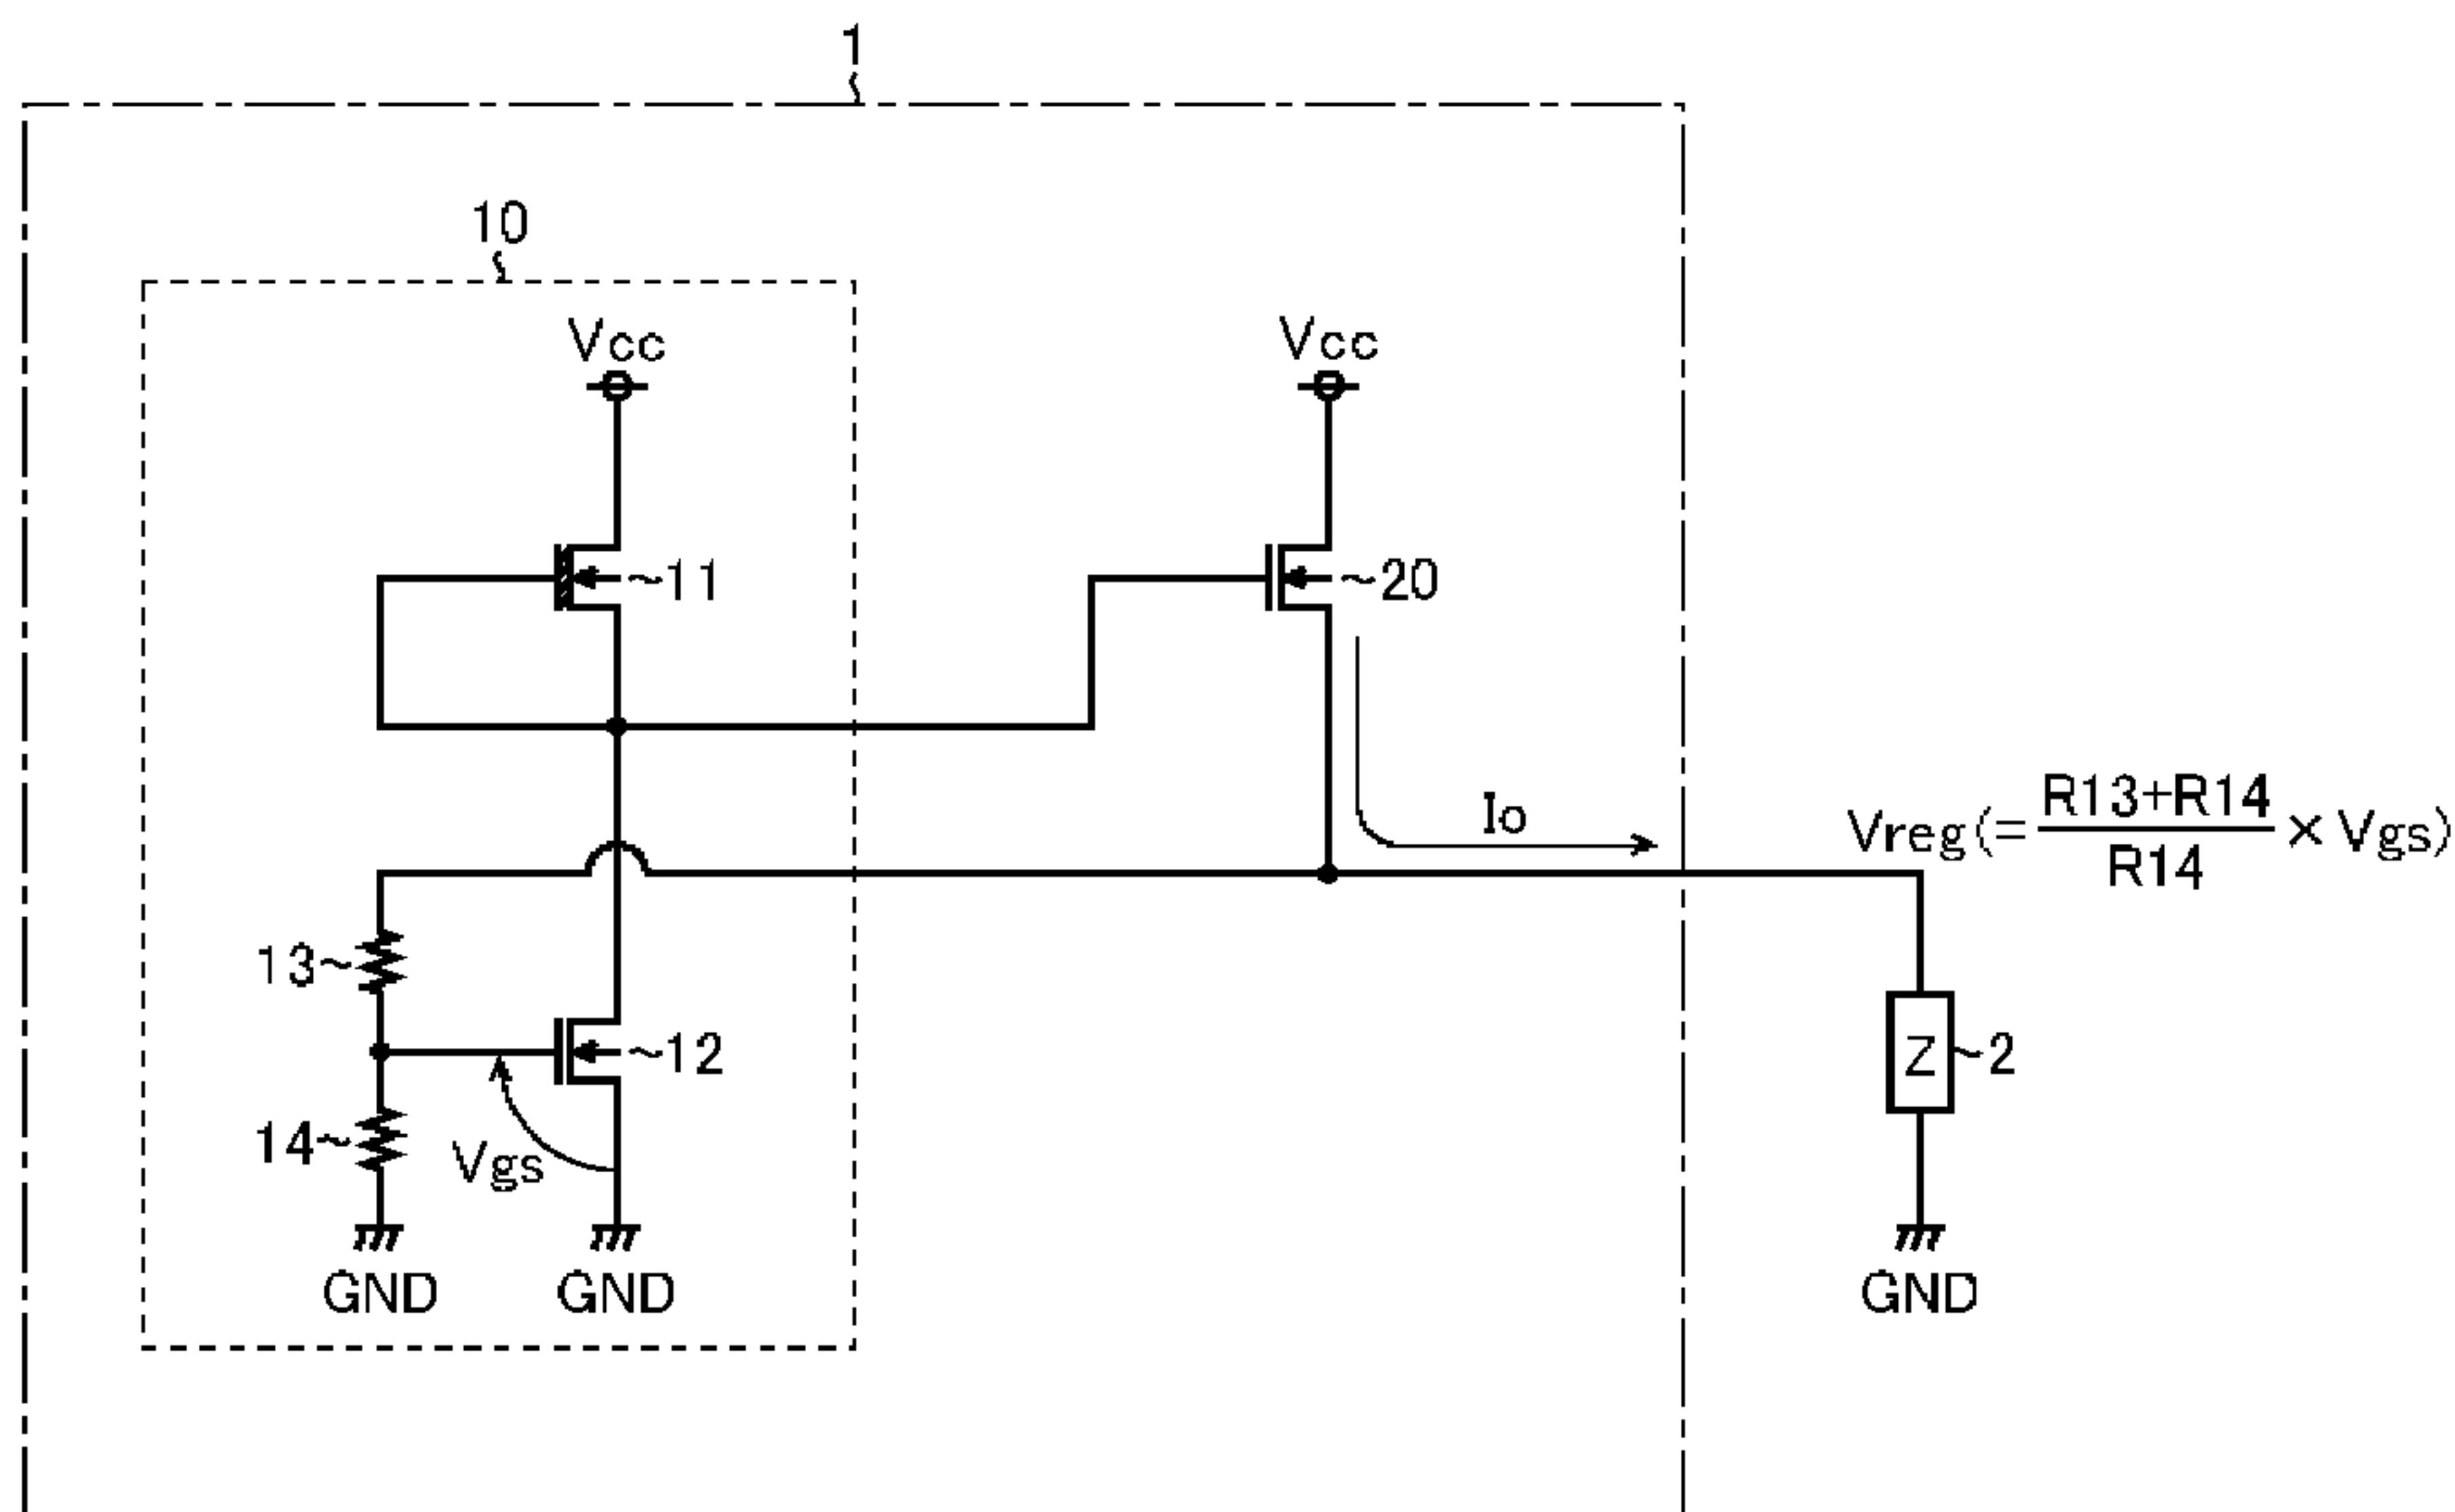 1
10
Vcc
Vcc
~11
~20
Io
Vreg(= R13+R14 / R14 × Vgs)
13~
~12
Z ~2
14~
Vgs
GND
GND
GND